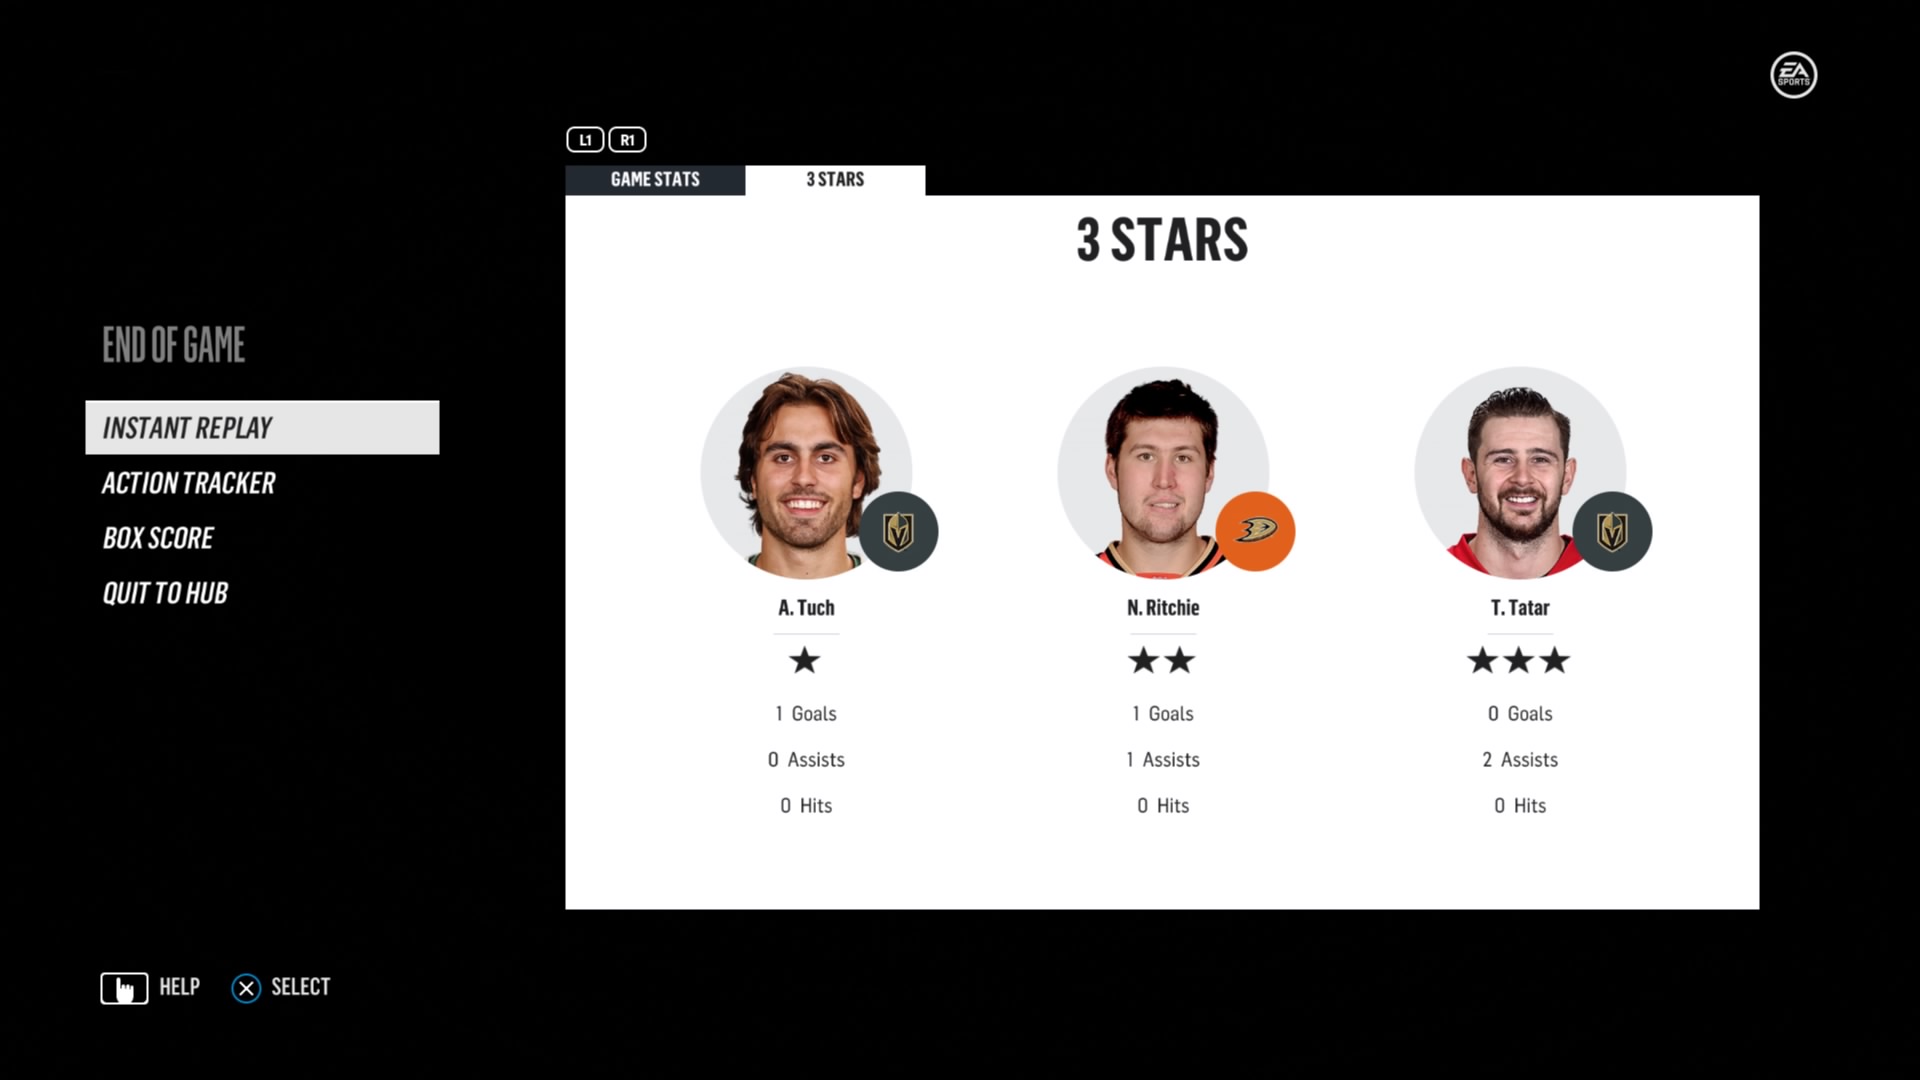 EA
SPORTS
L1 R1
GAME STATS 3 STARS
3 STARS
END OF GAME
INSTANT REPLAY
ACTION TRACKER
BOX SCORE
QUIT TO HUB
A. Tuch N. Ritchie T. Tatar
1 Goals 1 Goals 0 Goals
0 Assists 1 Assists 2 Assists
0 Hits 0 Hits 0 Hits
HELP SELECT